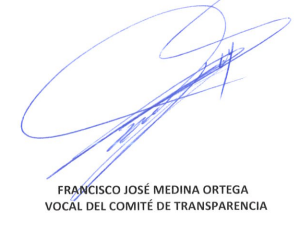 FRANCISCO JOSÉ MEDINA ORTEGA
VOCAL DEL COMITÉ DE TRANSPARENCIA